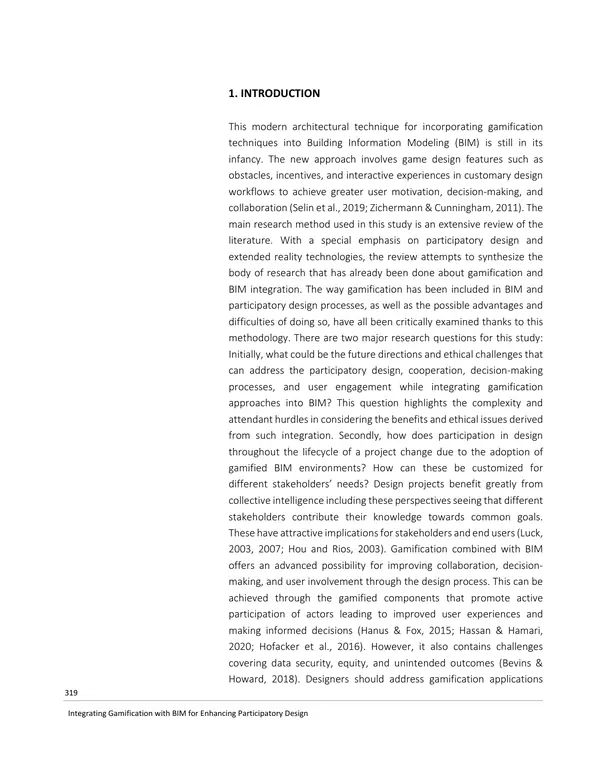 1. INTRODUCTION
This modern architectural technique for incorporating gamification
techniques into Building Information Modeling (BIM) is still in its
infancy. The new approach involves game design features such as
obstacles, incentives, and interactive experiences in customary design
workflows to achieve greater user motivation, decision-making, and
collaboration (Selin et al., 2019; Zichermann & Cunningham, 2011). The
main research method used in this study is an extensive review of the
literature. With a special emphasis on participatory design and
extended reality technologies, the review attempts to synthesize the
body of research that has already been done about gamification and
BIM integration. The way gamification has been included in BIM and
participatory design processes, as well as the possible advantages and
difficulties of doing so, have all been critically examined thanks to this
methodology. There are two major research questions for this study:
Initially, what could be the future directions and ethical challenges that
can address the participatory design, cooperation, decision-making
processes, and user engagement while integrating gamification
approaches into BIM? This question highlights the complexity and
attendant hurdles in considering the benefits and ethical issues derived
from such integration. Secondly, how does participation in design
throughout the lifecycle of a project change due to the adoption of
gamified BIM environments? How can these be customized for
different stakeholders' needs? Design projects benefit greatly from
collective intelligence including these perspectives seeing that different
stakeholders contribute their knowledge towards common goals.
These have attractive implications for stakeholders and end users (Luck,
2003, 2007; Hou and Rios, 2003). Gamification combined with BIM
offers an advanced possibility for improving collaboration, decision-
making, and user involvement through the design process. This can be
achieved through the gamified components that promote active
participation of actors leading to improved user experiences and
making informed decisions (Hanus & Fox, 2015; Hassan & Hamari,
2020; Hofacker et al., 2016). However, it also contains challenges
covering data security, equity, and unintended outcomes (Bevins &
Howard, 2018). Designers should address gamification applications
319
Integrating Gamification with BIM for Enhancing Participatory Design